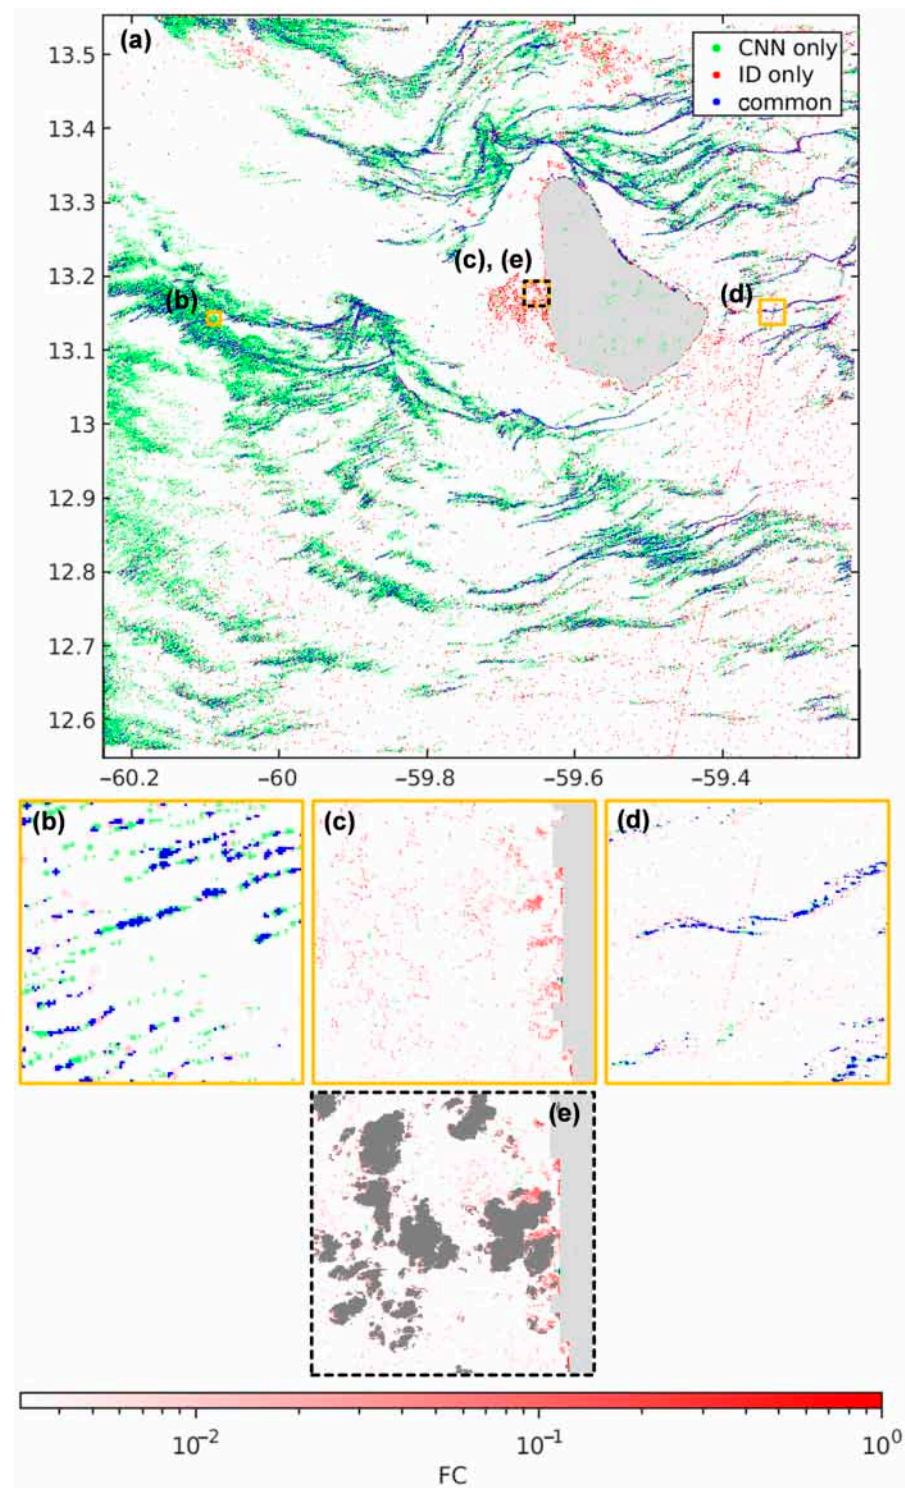 (a)
CNN only
ID only
common
13.5
13.4
13.3
13.2
13.1
13
12.9
12.8
12.7
12.6
(c), (e)
(d)
(b)
−60.2 −60 −59.8 −59.6 −59.4
(b) (c) (d)
(e)
10⁻² 10⁻¹ 10⁰
FC